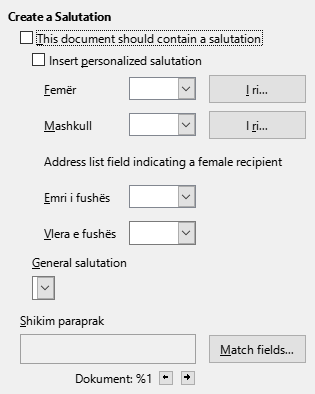 Create a Salutation
This document should contain a salutation
Insert personalized salutation
Femër
I ri...
Mashkull
I ri...
Address list field indicating a female recipient
Emri i fushës
Vlera e fushës
General salutation
Shikim paraprak
Match fields...
Dokument: %1